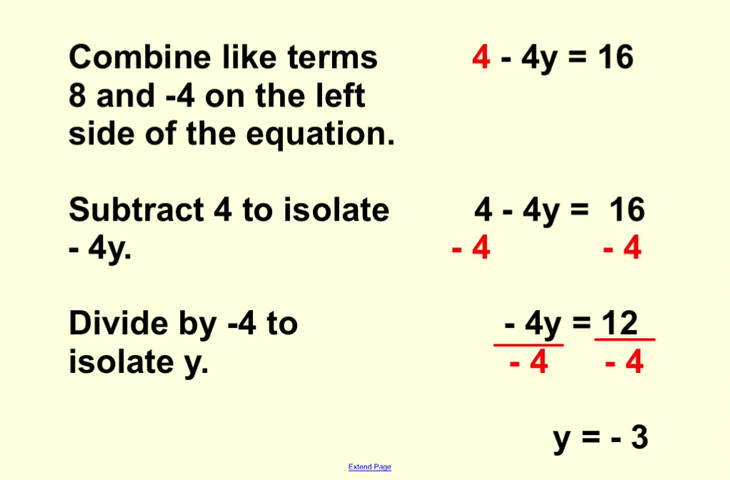 Combine like terms 4 - 4y = 16
8 and -4 on the left
side of the equation.
Subtract 4 to isolate 4 - 4y = 16
- 4y. - 4 - 4
Divide by -4 to - 4y = 12
isolate y. - 4 - 4
y = - 3
Extend Page